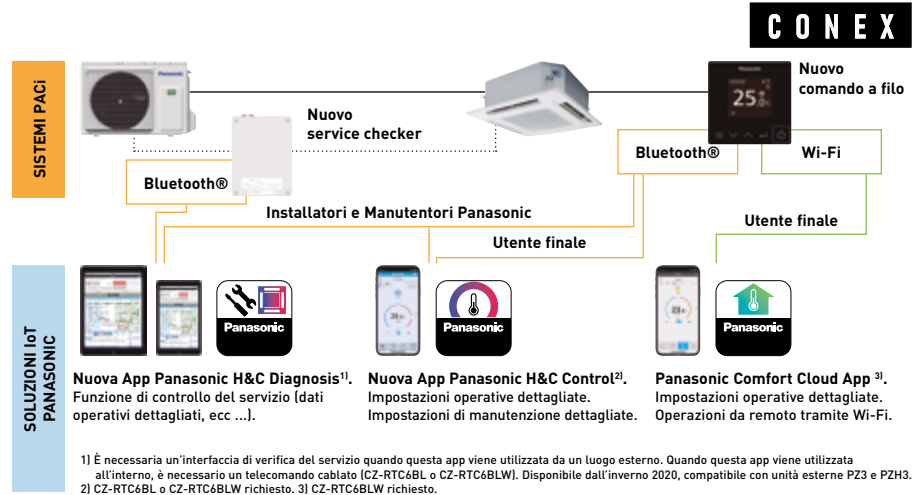 CONEX
Panasonic
Panasonic
25
Nuovo
comando a filo
Nuovo
service checker
SISTEMI PACi
Bluetooth®
Bluetooth®
Wi-Fi
Installatori e Manutentori Panasonic
Utente finale
Utente finale
SOLUZIONI IoT
PANASONIC
Panasonic
Panasonic
Panasonic
Nuova App Panasonic H&C Diagnosis1).
Funzione di controllo del servizio (dati
operativi dettagliati, ecc ...).
Nuova App Panasonic H&C Control2).
Impostazioni operative dettagliate.
Impostazioni di manutenzione dettagliate.
Panasonic Comfort Cloud App 3).
Impostazioni operative dettagliate.
Operazioni da remoto tramite Wi-Fi.
1) È necessaria un'interfaccia di verifica del servizio quando questa app viene utilizzata da un luogo esterno. Quando questa app viene utilizzata
all'interno, è necessario un telecomando cablato (CZ-RTC6BL o CZ-RTC6BLW). Disponibile dall'inverno 2020, compatibile con unità esterne PZ3 e PZH3.
2) CZ-RTC6BL o CZ-RTC6BLW richiesto. 3) CZ-RTC6BLW richiesto.